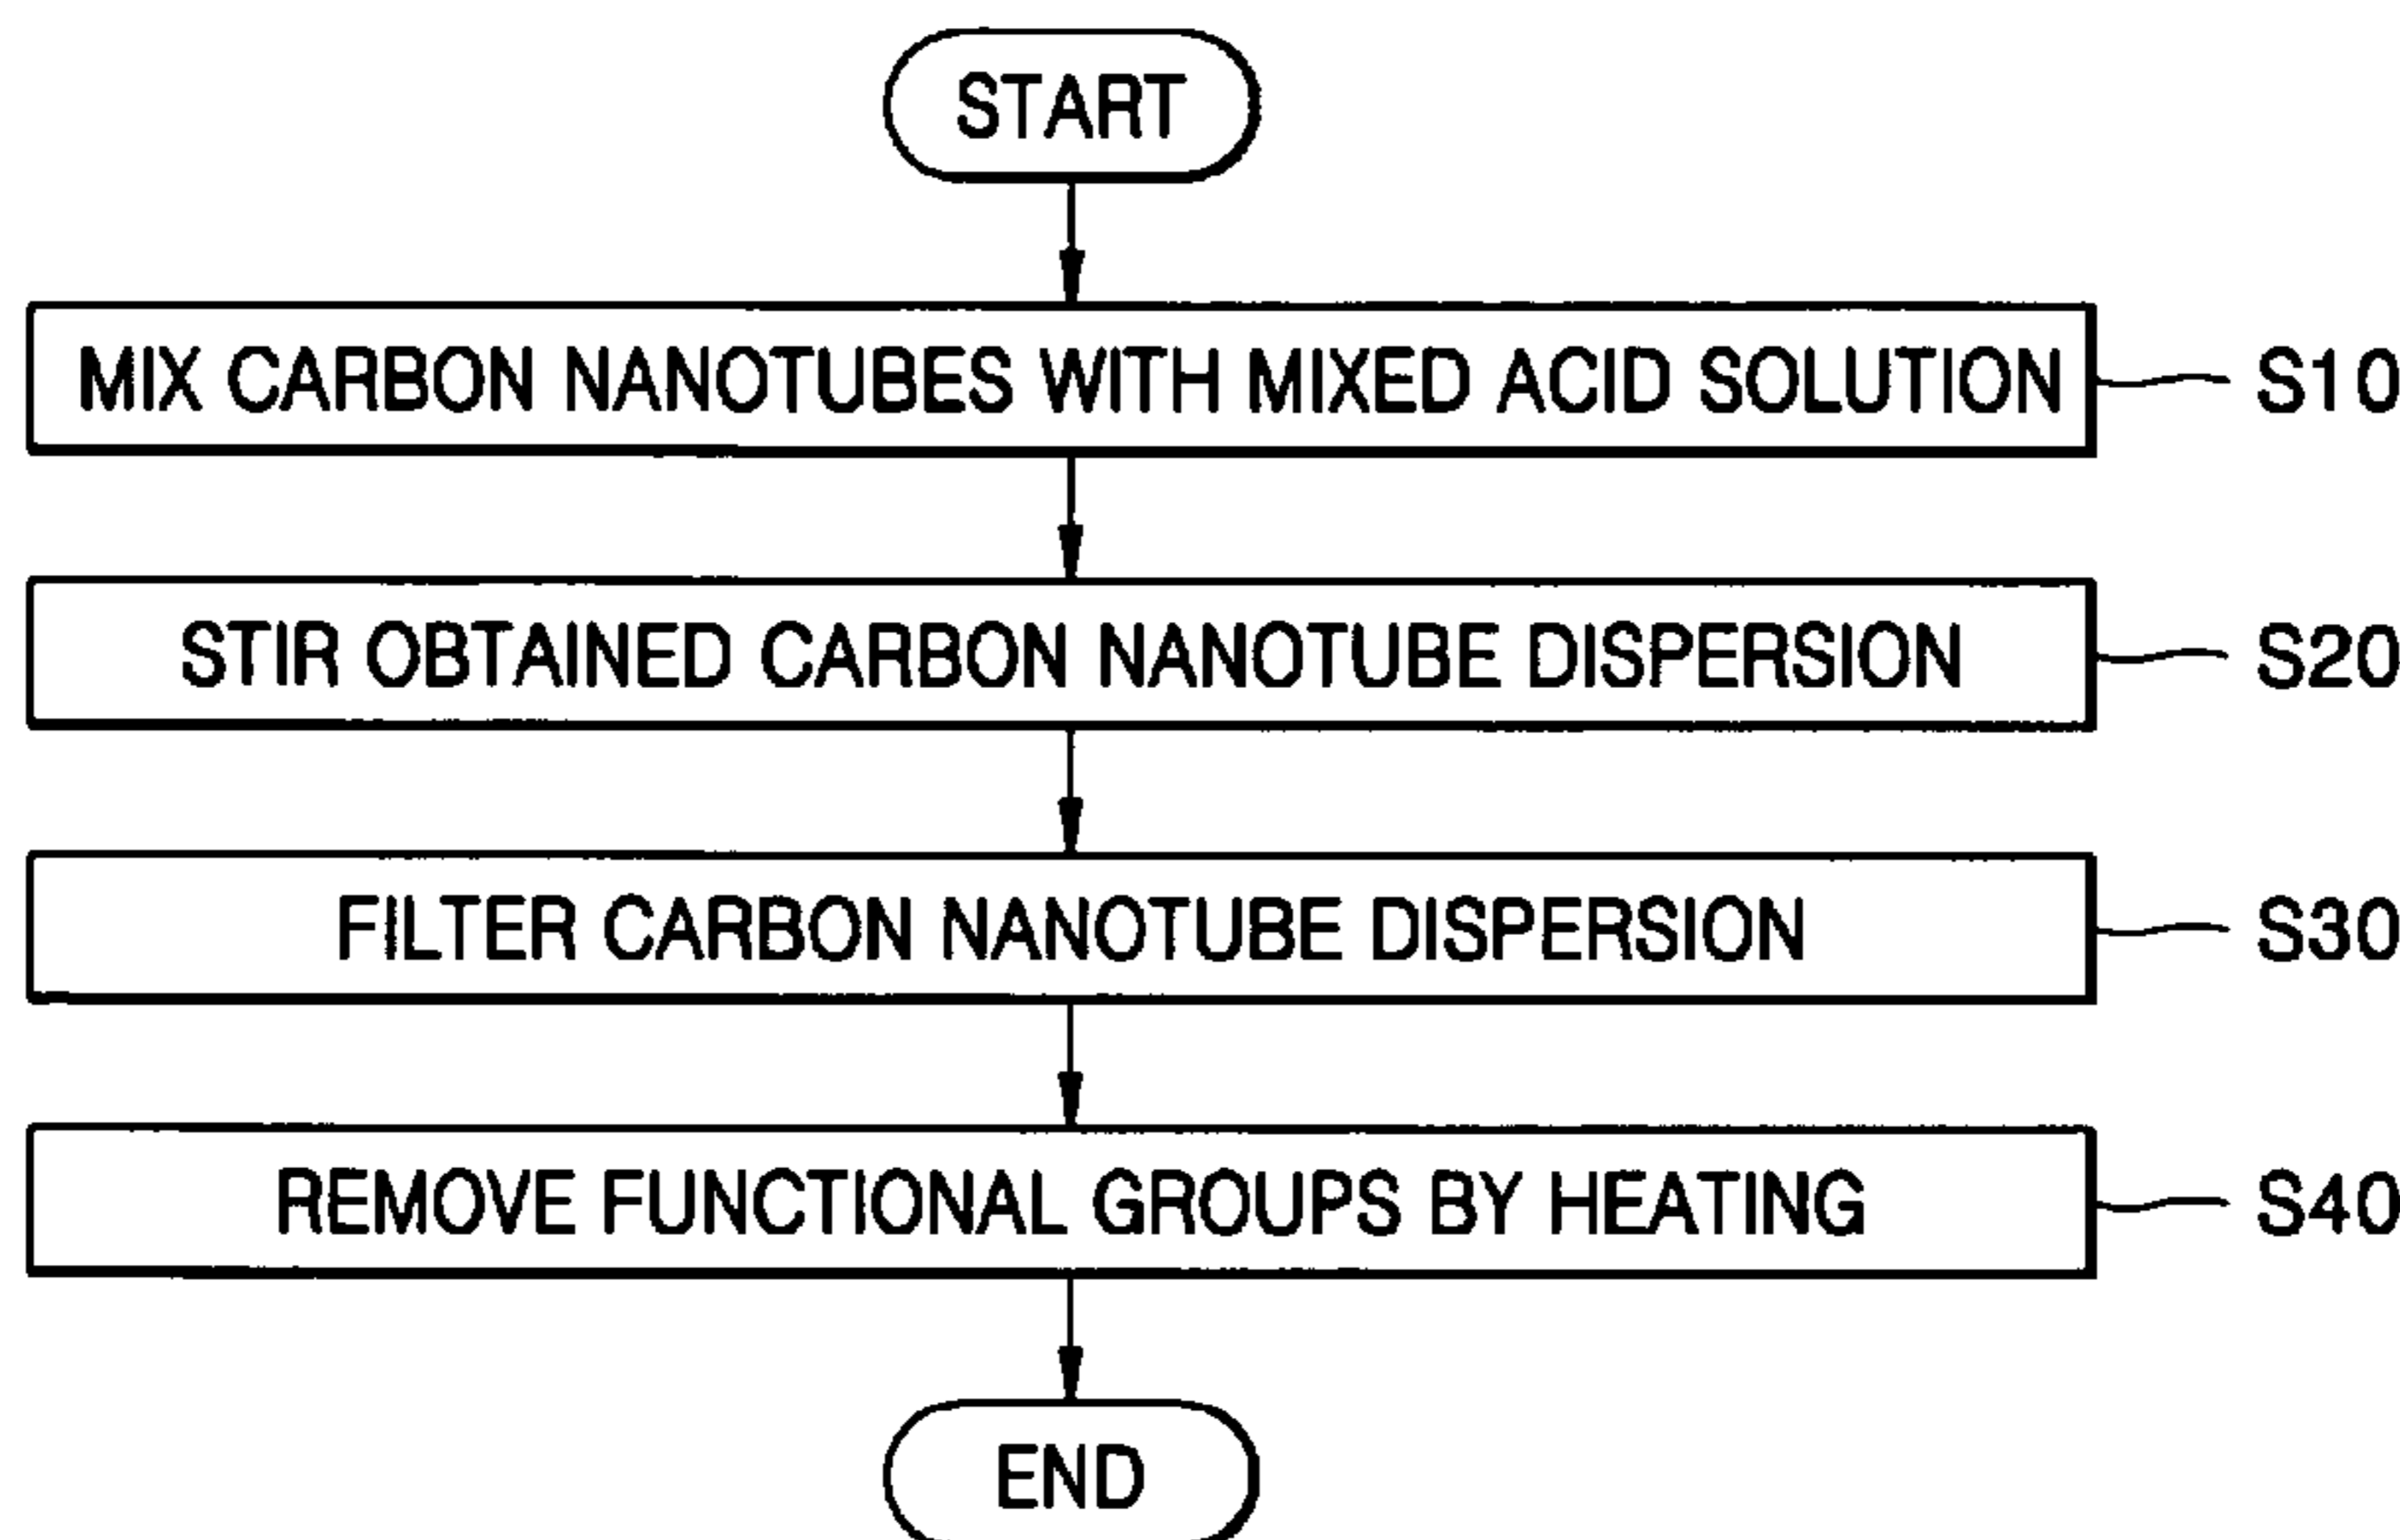 START
MIX CARBON NANOTUBES WITH MIXED ACID SOLUTION S10
STIR OBTAINED CARBON NANOTUBE DISPERSION S20
FILTER CARBON NANOTUBE DISPERSION S30
REMOVE FUNCTIONAL GROUPS BY HEATING S40
END